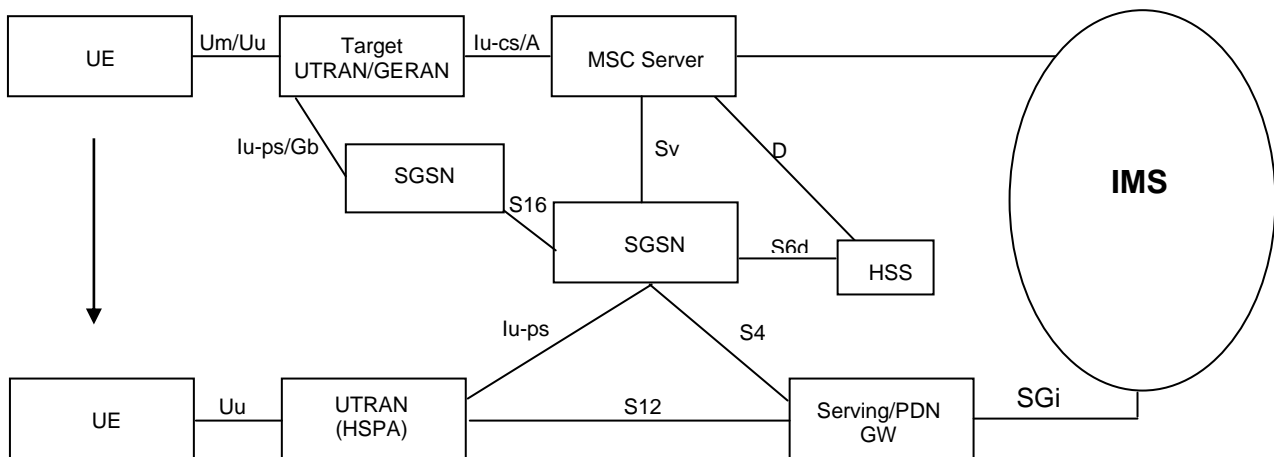 UE
Um/Uu
Target
UTRAN/GERAN
Iu-cs/A
MSC Server
Iu-ps/Gb
SGSN
S16
Sv
D
IMS
SGSN
S6d
HSS
Iu-ps
S4
UE
Uu
UTRAN
(HSPA)
S12
Serving/PDN
GW
SGi